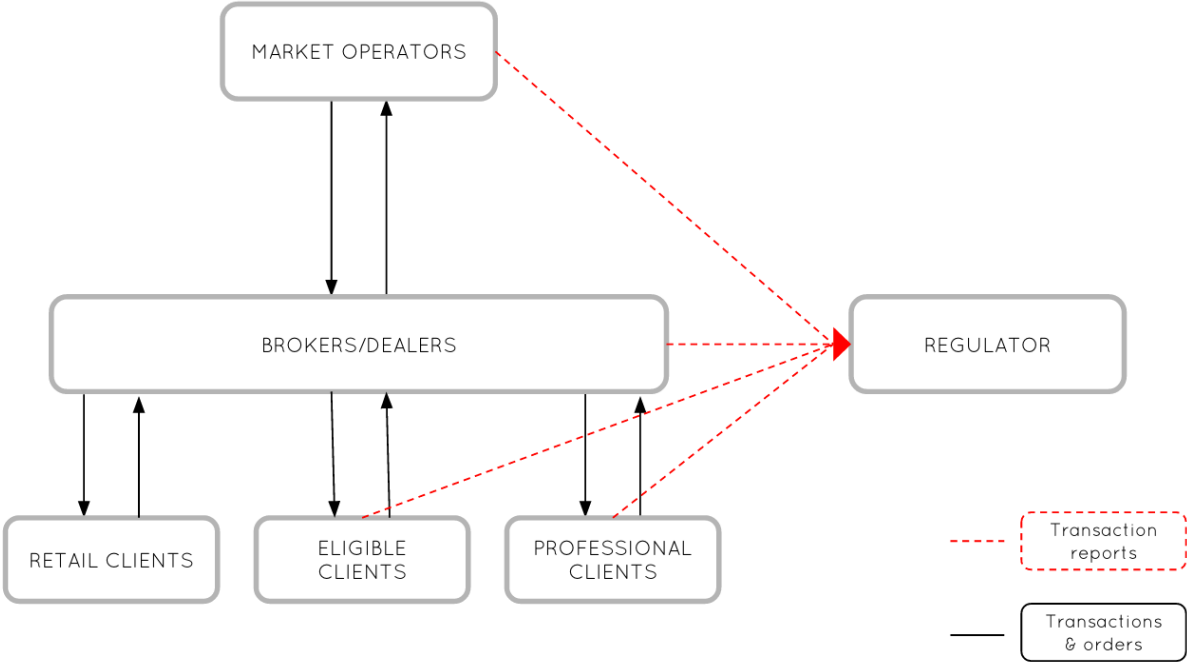 MARKET OPERATORS
BROKERS/DEALERS
REGULATOR
RETAIL CLIENTS
ELIGIBLE
CLIENTS
PROFESSIONAL
CLIENTS
Transaction
reports
Transactions
& orders